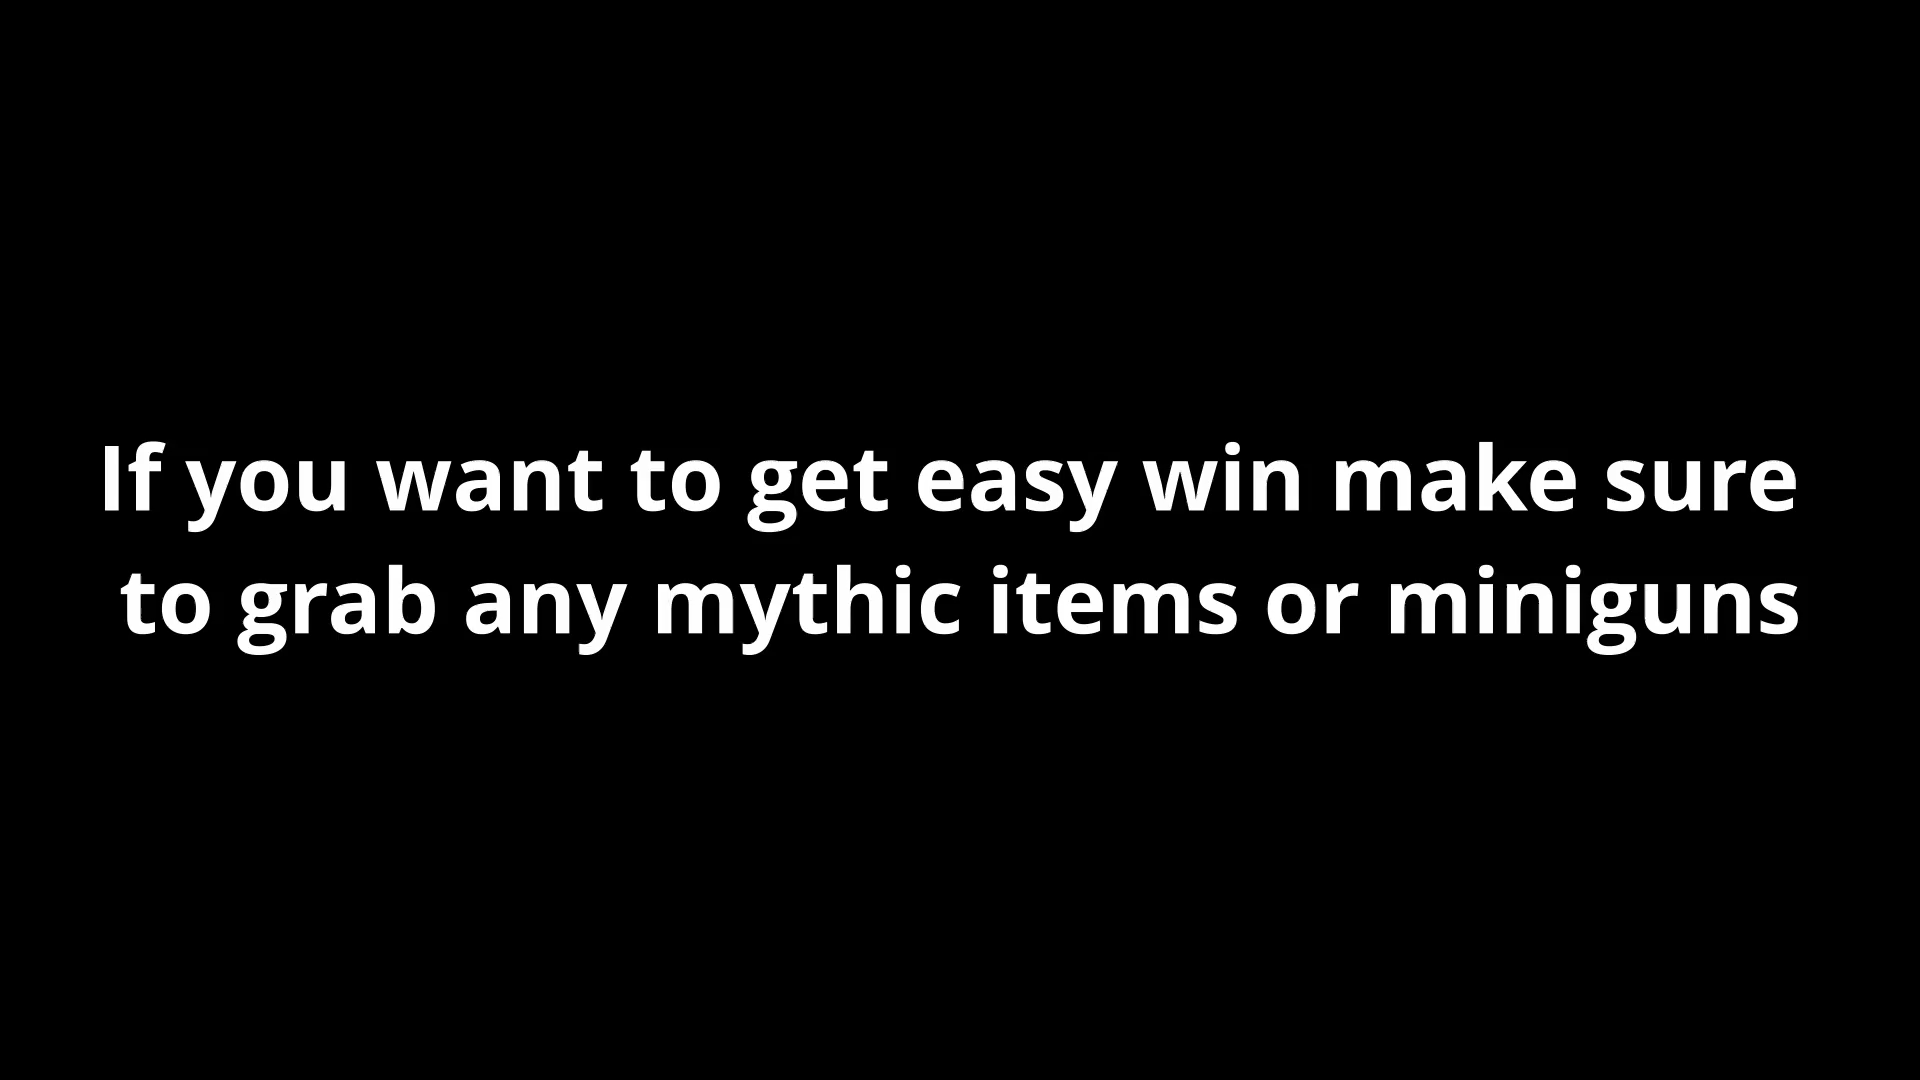 If you want to get easy win make sure
to grab any mythic items or miniguns